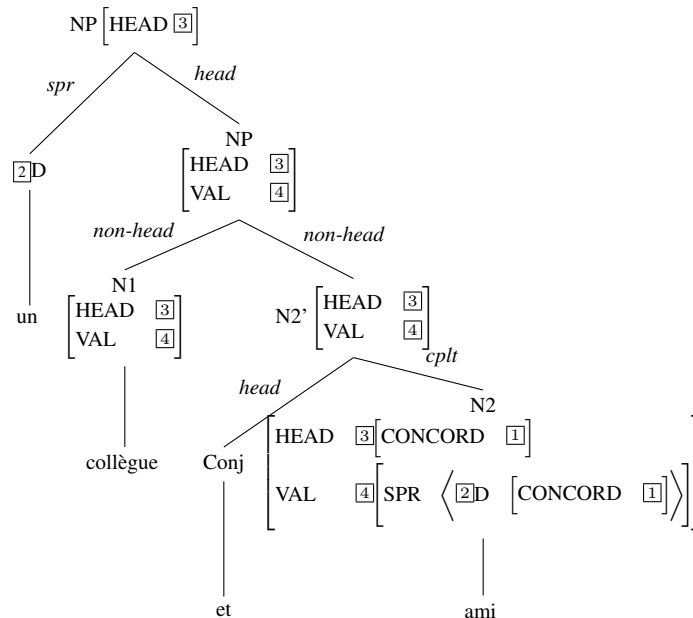 NP [HEAD 3]
spr head
NP
2 D [HEAD 3
VAL 4]
non-head non-head
N1
un [HEAD 3
VAL 4] N2' [HEAD 3
VAL 4]
head cplt
N2
collègue Conj [HEAD 3 [CONCORD 1]
VAL 4 [SPR ⟨ 2 D [CONCORD 1] ⟩]]
et ami